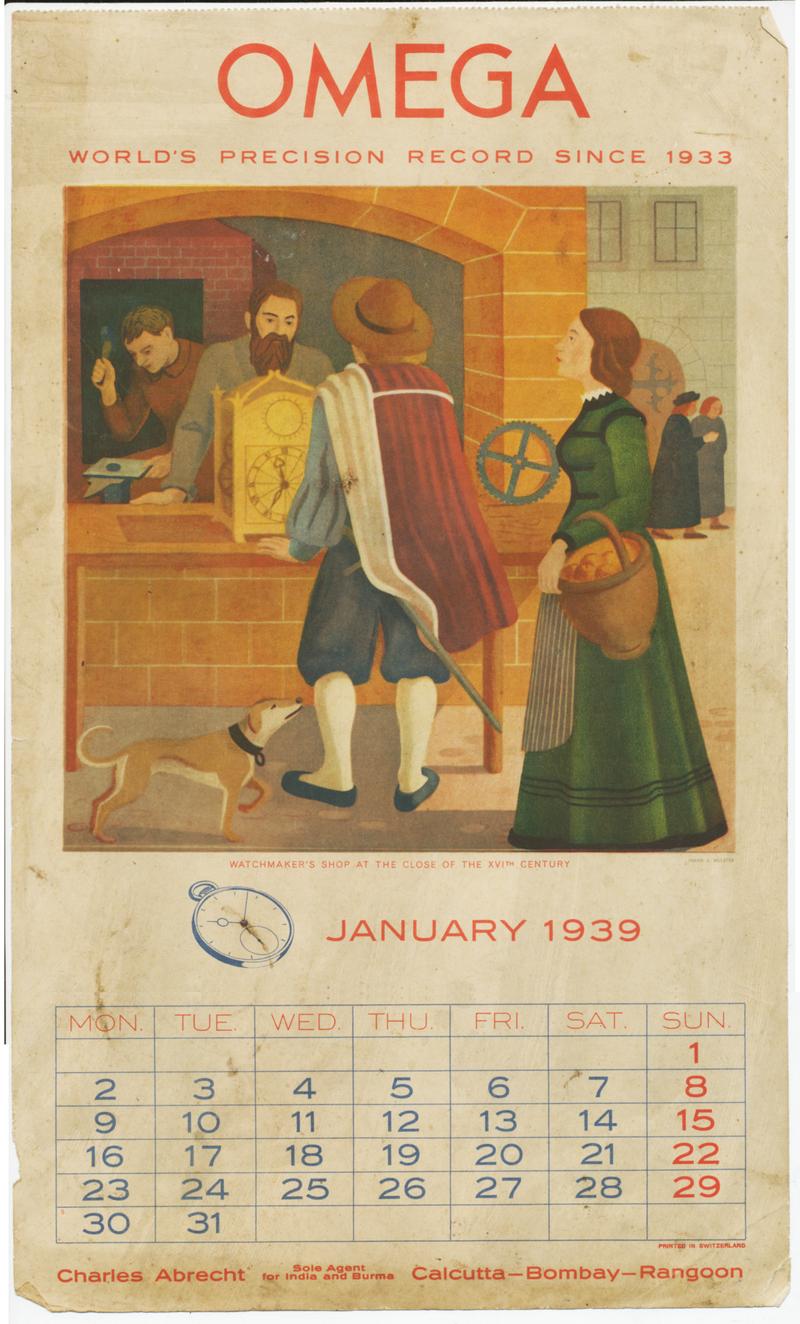 OMEGA
WORLD'S PRECISION RECORD SINCE 1933
WATCHMAKER'S SHOP AT THE CLOSE OF THE XVITH CENTURY
JANUARY 1939
MON. TUE. WED. THU. FRI. SAT. SUN.
1
2 3 4 5 6 7 8
9 10 11 12 13 14 15
16 17 18 19 20 21 22
23 24 25 26 27 28 29
30 31
PRINTED IN SWITZERLAND
Charles Abrecht Sole Agent for India and Burma Calcutta—Bombay—Rangoon